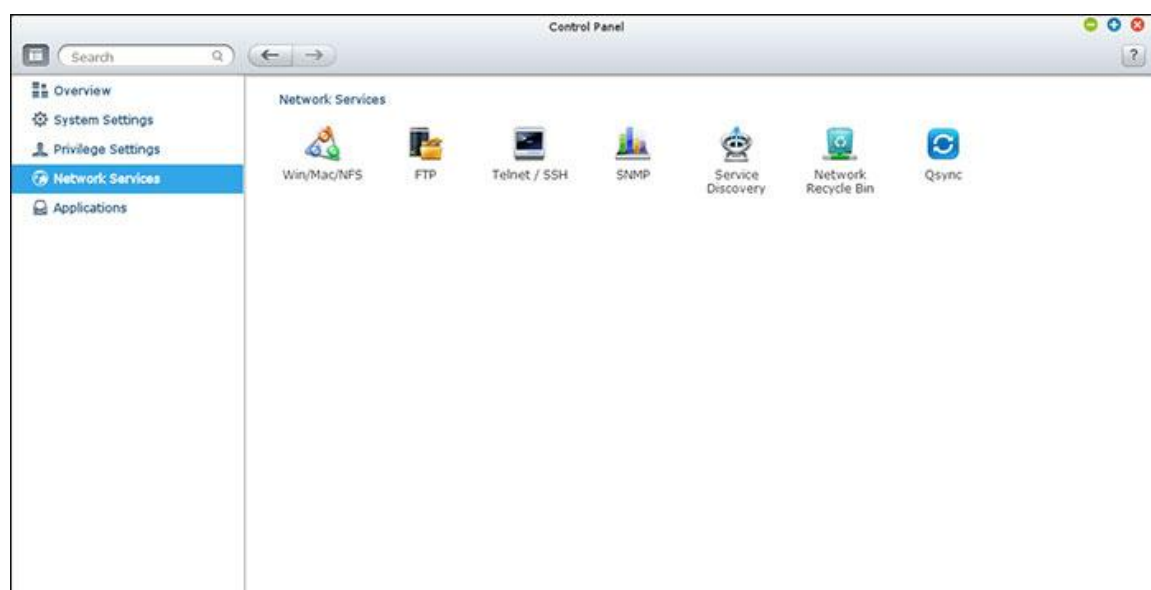 Control Panel
Search
?
Overview
System Settings
Privilege Settings
Network Services
Applications
Network Services
Win/Mac/NFS
FTP
Telnet / SSH
SNMP
Service
Discovery
Network
Recycle Bin
Qsync